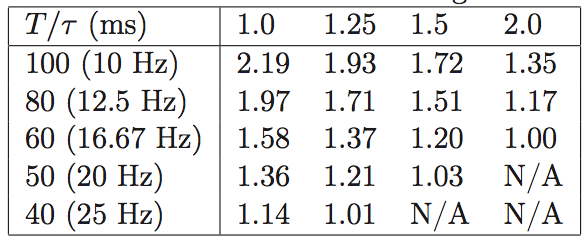 T/τ (ms) 1.0 1.25 1.5 2.0
100 (10 Hz) 2.19 1.93 1.72 1.35
80 (12.5 Hz) 1.97 1.71 1.51 1.17
60 (16.67 Hz) 1.58 1.37 1.20 1.00
50 (20 Hz) 1.36 1.21 1.03 N/A
40 (25 Hz) 1.14 1.01 N/A N/A